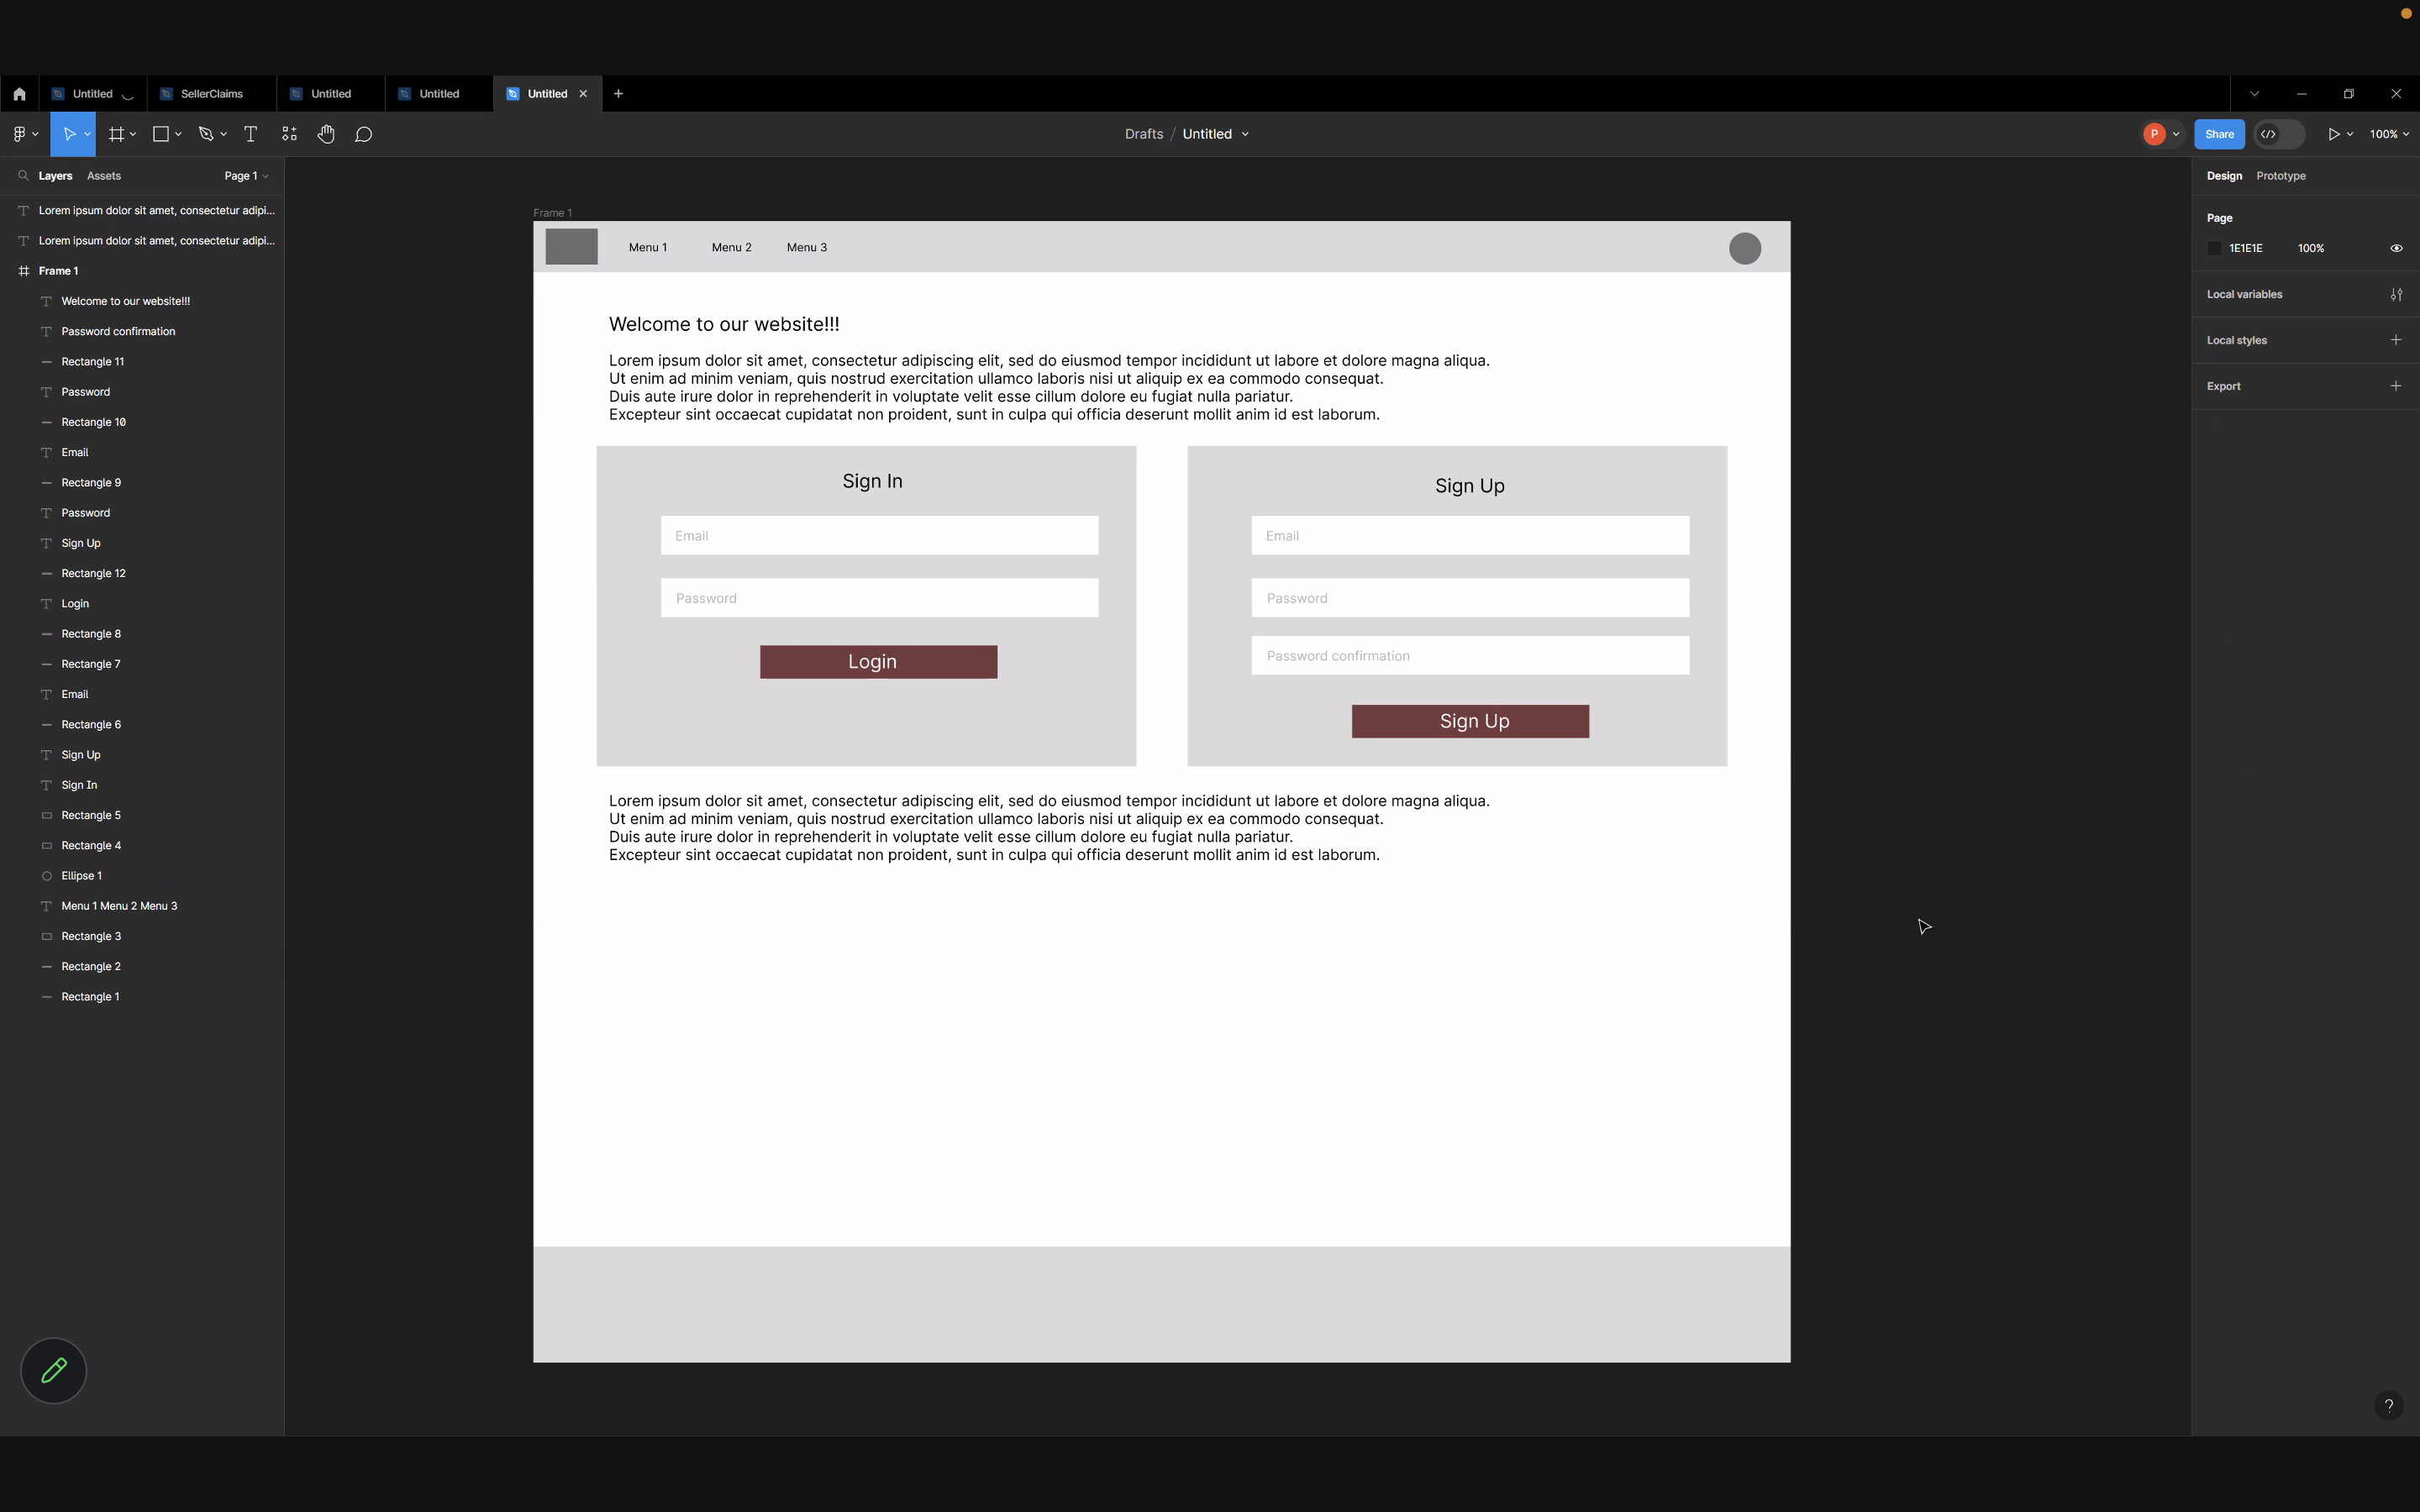 Untitled
SellerClaims
Untitled
Untitled
Untitled
Drafts / Untitled
P
Share
100%
Layers
Assets
Page 1
Lorem ipsum dolor sit amet, consectetur adipi...
Lorem ipsum dolor sit amet, consectetur adipi...
Frame 1
Welcome to our website!!!
Password confirmation
Rectangle 11
Password
Rectangle 10
Email
Rectangle 9
Password
Sign Up
Rectangle 12
Login
Rectangle 8
Rectangle 7
Email
Rectangle 6
Sign Up
Sign In
Rectangle 5
Rectangle 4
Ellipse 1
Menu 1 Menu 2 Menu 3
Rectangle 3
Rectangle 2
Rectangle 1
Frame 1
Menu 1 Menu 2 Menu 3
Welcome to our website!!!
Lorem ipsum dolor sit amet, consectetur adipiscing elit, sed do eiusmod tempor incididunt ut labore et dolore magna aliqua.
Ut enim ad minim veniam, quis nostrud exercitation ullamco laboris nisi ut aliquip ex ea commodo consequat.
Duis aute irure dolor in reprehenderit in voluptate velit esse cillum dolore eu fugiat nulla pariatur.
Excepteur sint occaecat cupidatat non proident, sunt in culpa qui officia deserunt mollit anim id est laborum.
Sign In
Email
Password
Login
Sign Up
Email
Password
Password confirmation
Sign Up
Lorem ipsum dolor sit amet, consectetur adipiscing elit, sed do eiusmod tempor incididunt ut labore et dolore magna aliqua.
Ut enim ad minim veniam, quis nostrud exercitation ullamco laboris nisi ut aliquip ex ea commodo consequat.
Duis aute irure dolor in reprehenderit in voluptate velit esse cillum dolore eu fugiat nulla pariatur.
Excepteur sint occaecat cupidatat non proident, sunt in culpa qui officia deserunt mollit anim id est laborum.
Design
Prototype
Page
1E1E1E 100%
Local variables
Local styles
Export
?